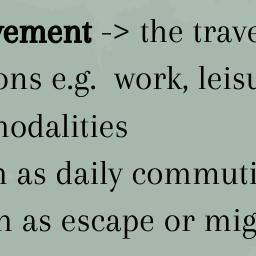 vement -> the trave
ons e.g. work, leisu
nodalities
n as daily commuti
n as escape or mig